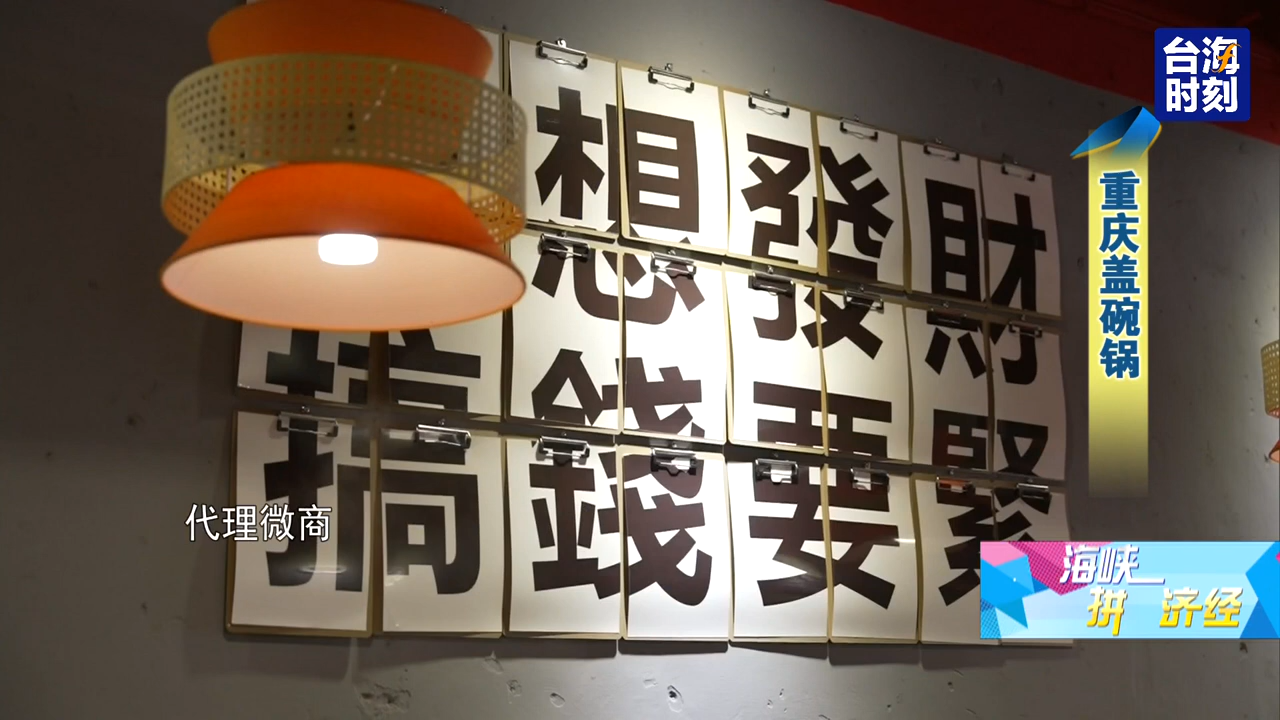 台海
时刻
重庆盖碗锅
想發財
搞錢要緊
代理微商
海峡
拼 济经